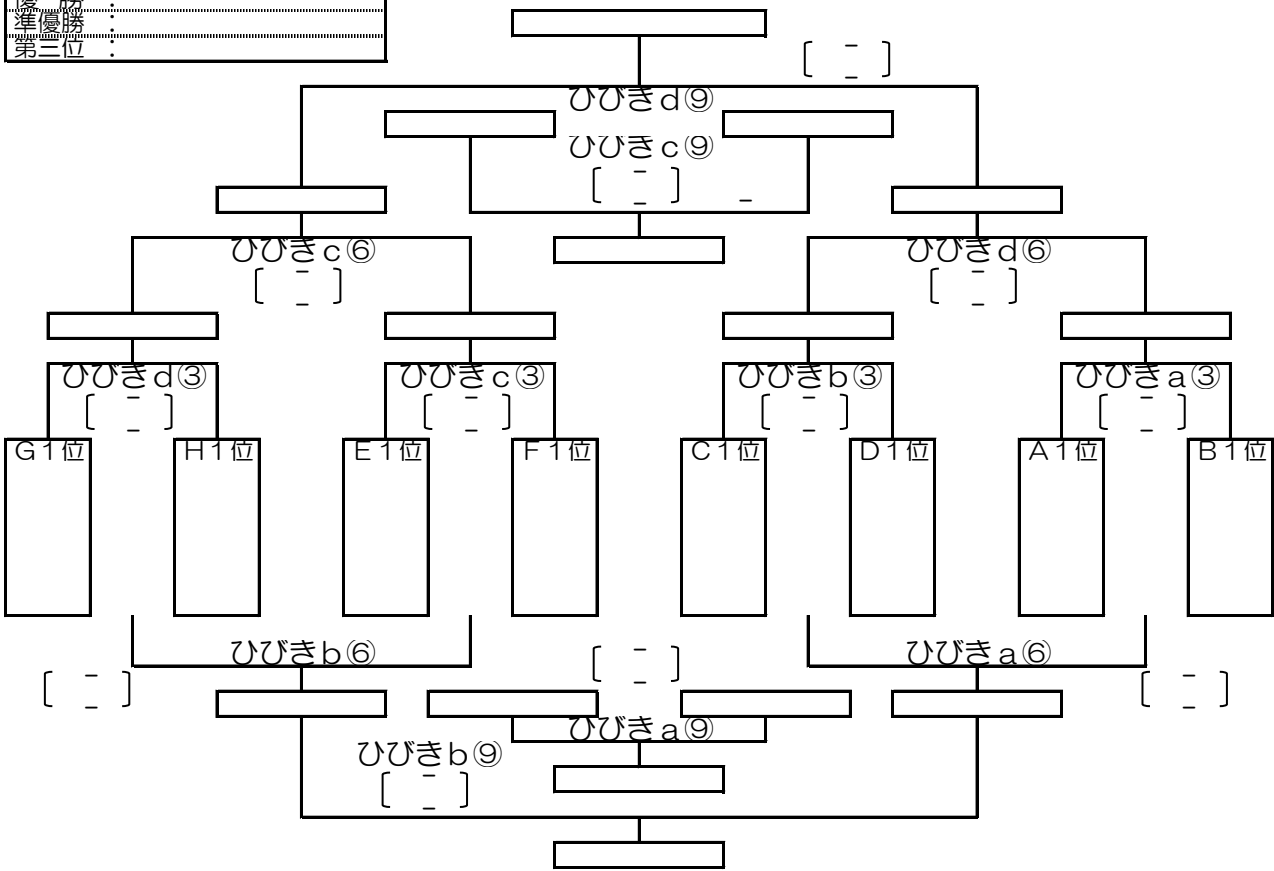 優　勝　：
準優勝　：
第三位　：
[ － － ]
ひびきｄ⑨
ひびきｃ⑨
[ － － ] －
ひびきｃ⑥ ひびきｄ⑥
[ － － ] [ － － ]
ひびきｄ③ ひびきｃ③ ひびきｂ③ ひびきａ③
[ － － ] [ － － ] [ － － ] [ － － ]
Ｇ１位 Ｈ１位 Ｅ１位 Ｆ１位 Ｃ１位 Ｄ１位 Ａ１位 Ｂ１位
ひびきｂ⑥ [ － － ] ひびきａ⑥
[ － － ] [ － － ]
ひびきａ⑨
ひびきｂ⑨
[ － － ]